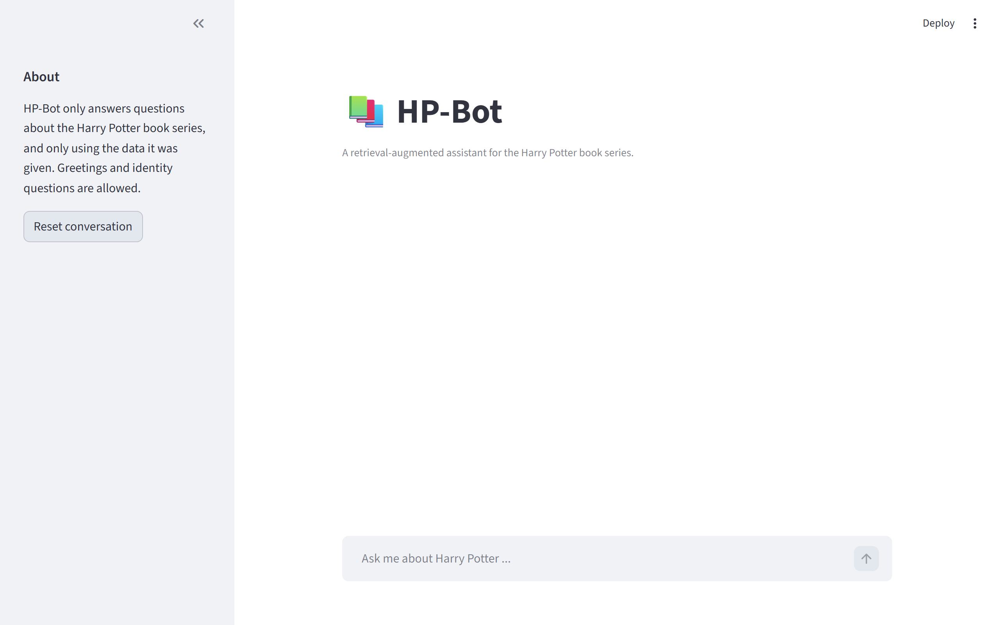 Deploy
About
HP-Bot only answers questions
about the Harry Potter book series,
and only using the data it was
given. Greetings and identity
questions are allowed.
Reset conversation
HP-Bot
A retrieval-augmented assistant for the Harry Potter book series.
Ask me about Harry Potter ...